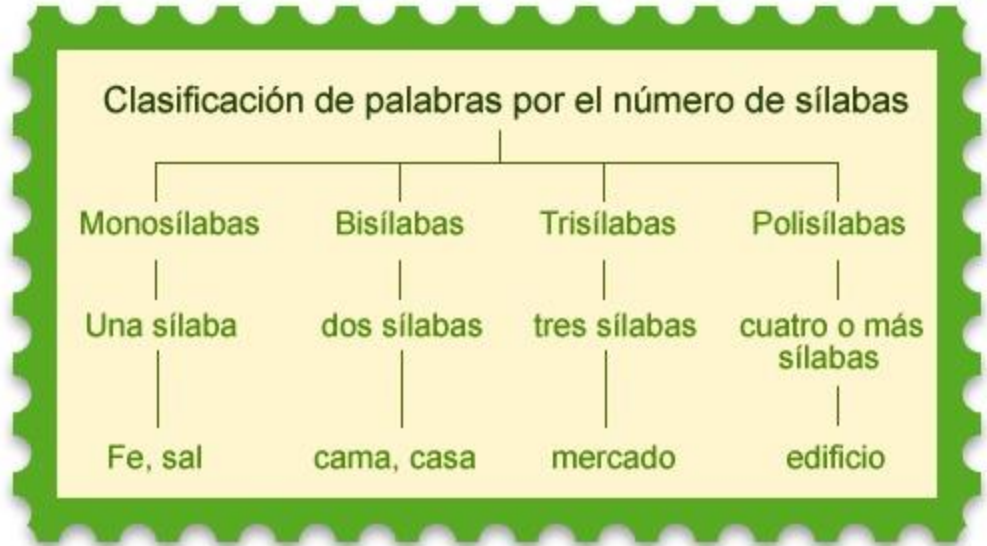 Clasificación de palabras por el número de sílabas
Monosílabas Bisílabas Trisílabas Polisílabas
Una sílaba dos sílabas tres sílabas cuatro o más
sílabas
Fe, sal cama, casa mercado edificio